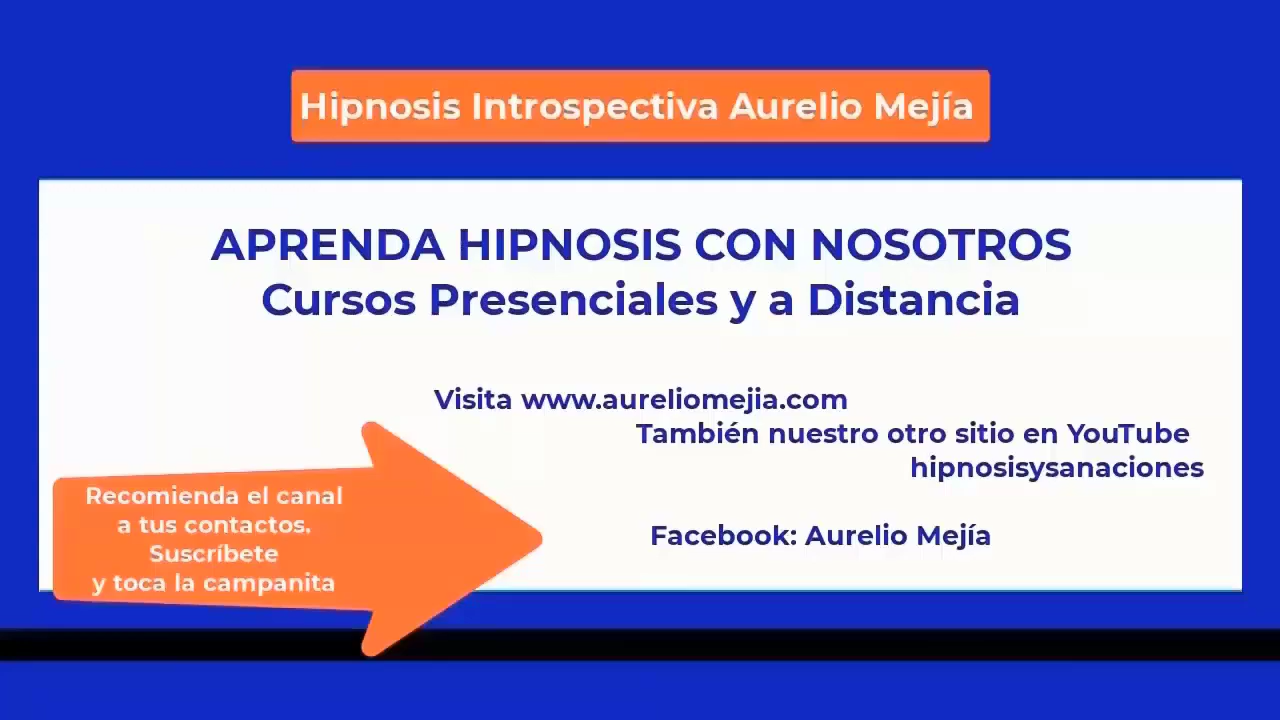 Hipnosis Introspectiva Aurelio Mejía
APRENDA HIPNOSIS CON NOSOTROS
Cursos Presenciales y a Distancia
Visita www.aureliomejia.com
También nuestro otro sitio en YouTube
hipnosisysanaciones
Facebook: Aurelio Mejía
Recomienda el canal
a tus contactos.
Suscríbete
y toca la campanita